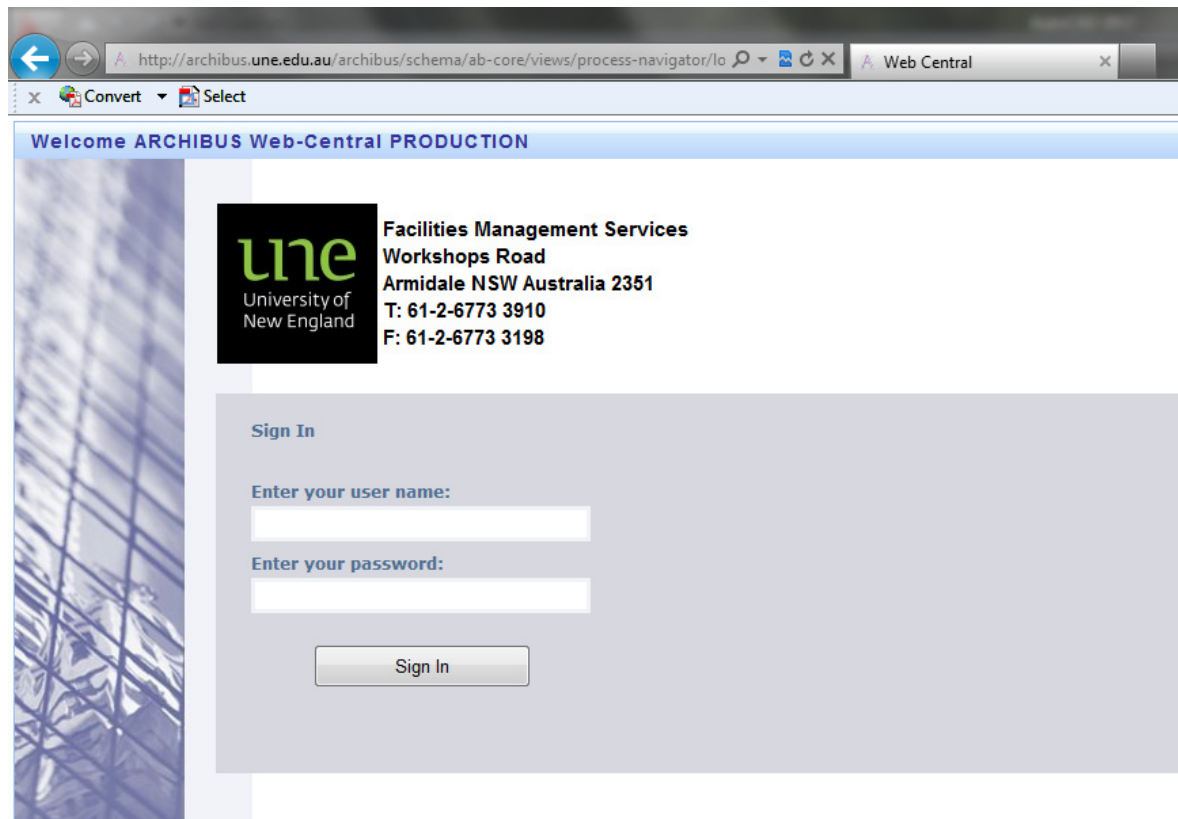 http://archibus.une.edu.au/archibus/schema/ab-core/views/process-navigator/lo
Web Central
Convert
Select
Welcome ARCHIBUS Web-Central PRODUCTION
une
University of
New England
Facilities Management Services
Workshops Road
Armidale NSW Australia 2351
T: 61-2-6773 3910
F: 61-2-6773 3198
Sign In
Enter your user name:
Enter your password:
Sign In